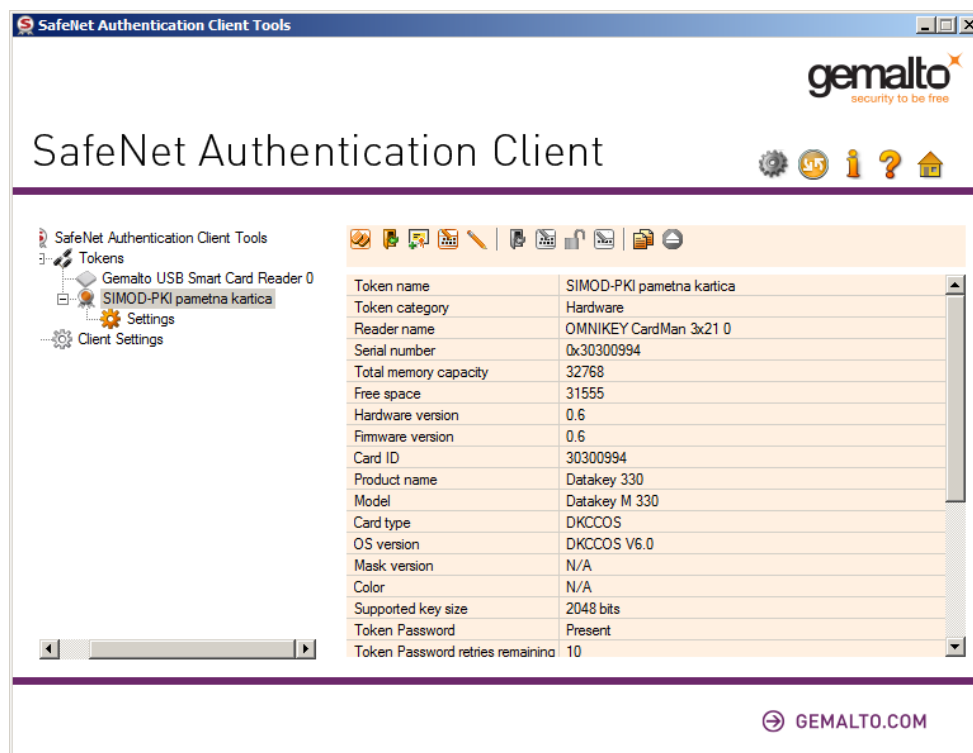 SafeNet Authentication Client Tools
gemalto
security to be free
SafeNet Authentication Client
SafeNet Authentication Client Tools
Tokens
Gemalto USB Smart Card Reader 0
SIMOD-PKI pametna kartica
Settings
Client Settings
Token name SIMOD-PKI pametna kartica
Token category Hardware
Reader name OMNIKEY CardMan 3x21 0
Serial number 0x30300994
Total memory capacity 32768
Free space 31555
Hardware version 0.6
Firmware version 0.6
Card ID 30300994
Product name Datakey 330
Model Datakey M 330
Card type DKCCOS
OS version DKCCOS V6.0
Mask version N/A
Color N/A
Supported key size 2048 bits
Token Password Present
Token Password retries remaining 10
GEMALTO.COM